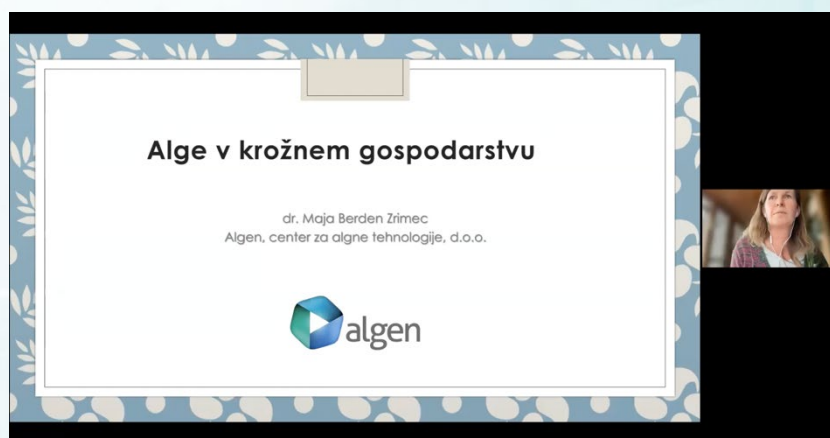 Alge v krožnem gospodarstvu
dr. Maja Berden Zrimec
Algen, center za algne tehnologije, d.o.o.
algen